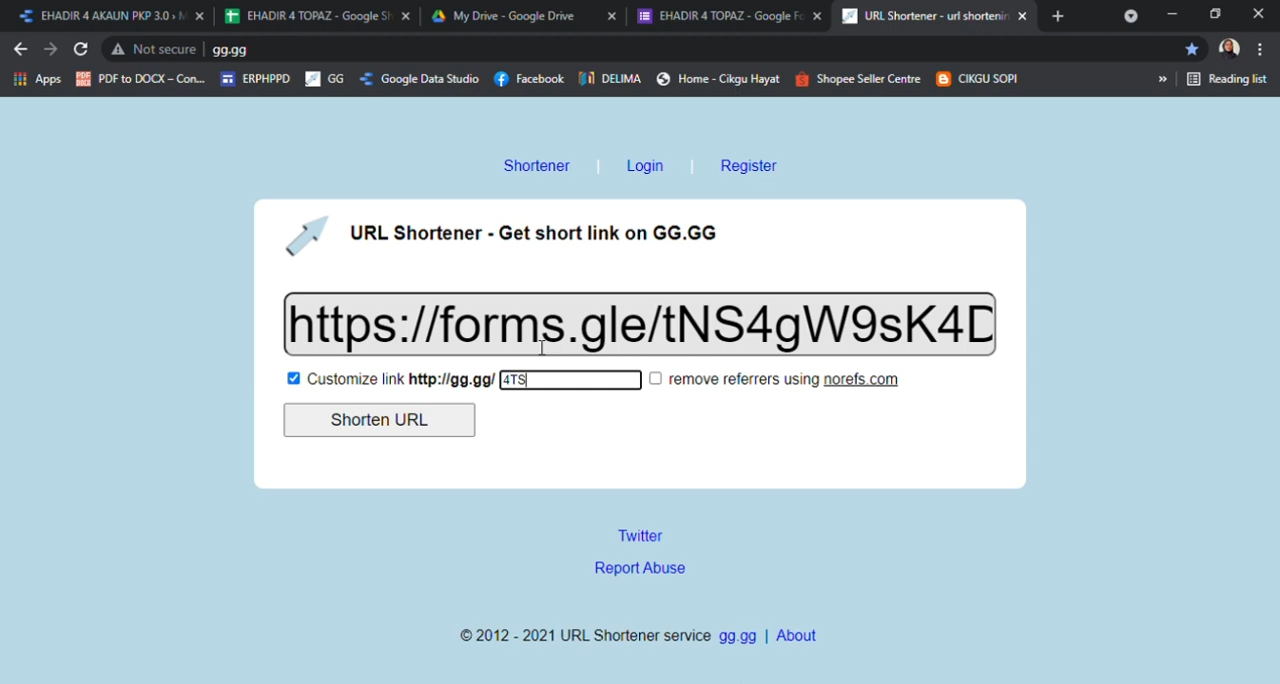 EHADIR 4 AKAUN PKP 3.0 › M
EHADIR 4 TOPAZ - Google Sh
My Drive - Google Drive
EHADIR 4 TOPAZ - Google Fo
URL Shortener - url shortenin
Not secure | gg.gg
Apps PDF to DOCX – Con... ERPHPPD GG Google Data Studio Facebook DELIMA Home - Cikgu Hayat Shopee Seller Centre CIKGU SOPI » Reading list
Shortener | Login | Register
URL Shortener - Get short link on GG.GG
https://forms.gle/tNS4gW9sK4D
Customize link http://gg.gg/ 4TS remove referrers using norefs.com
Shorten URL
Twitter
Report Abuse
© 2012 - 2021 URL Shortener service gg.gg | About